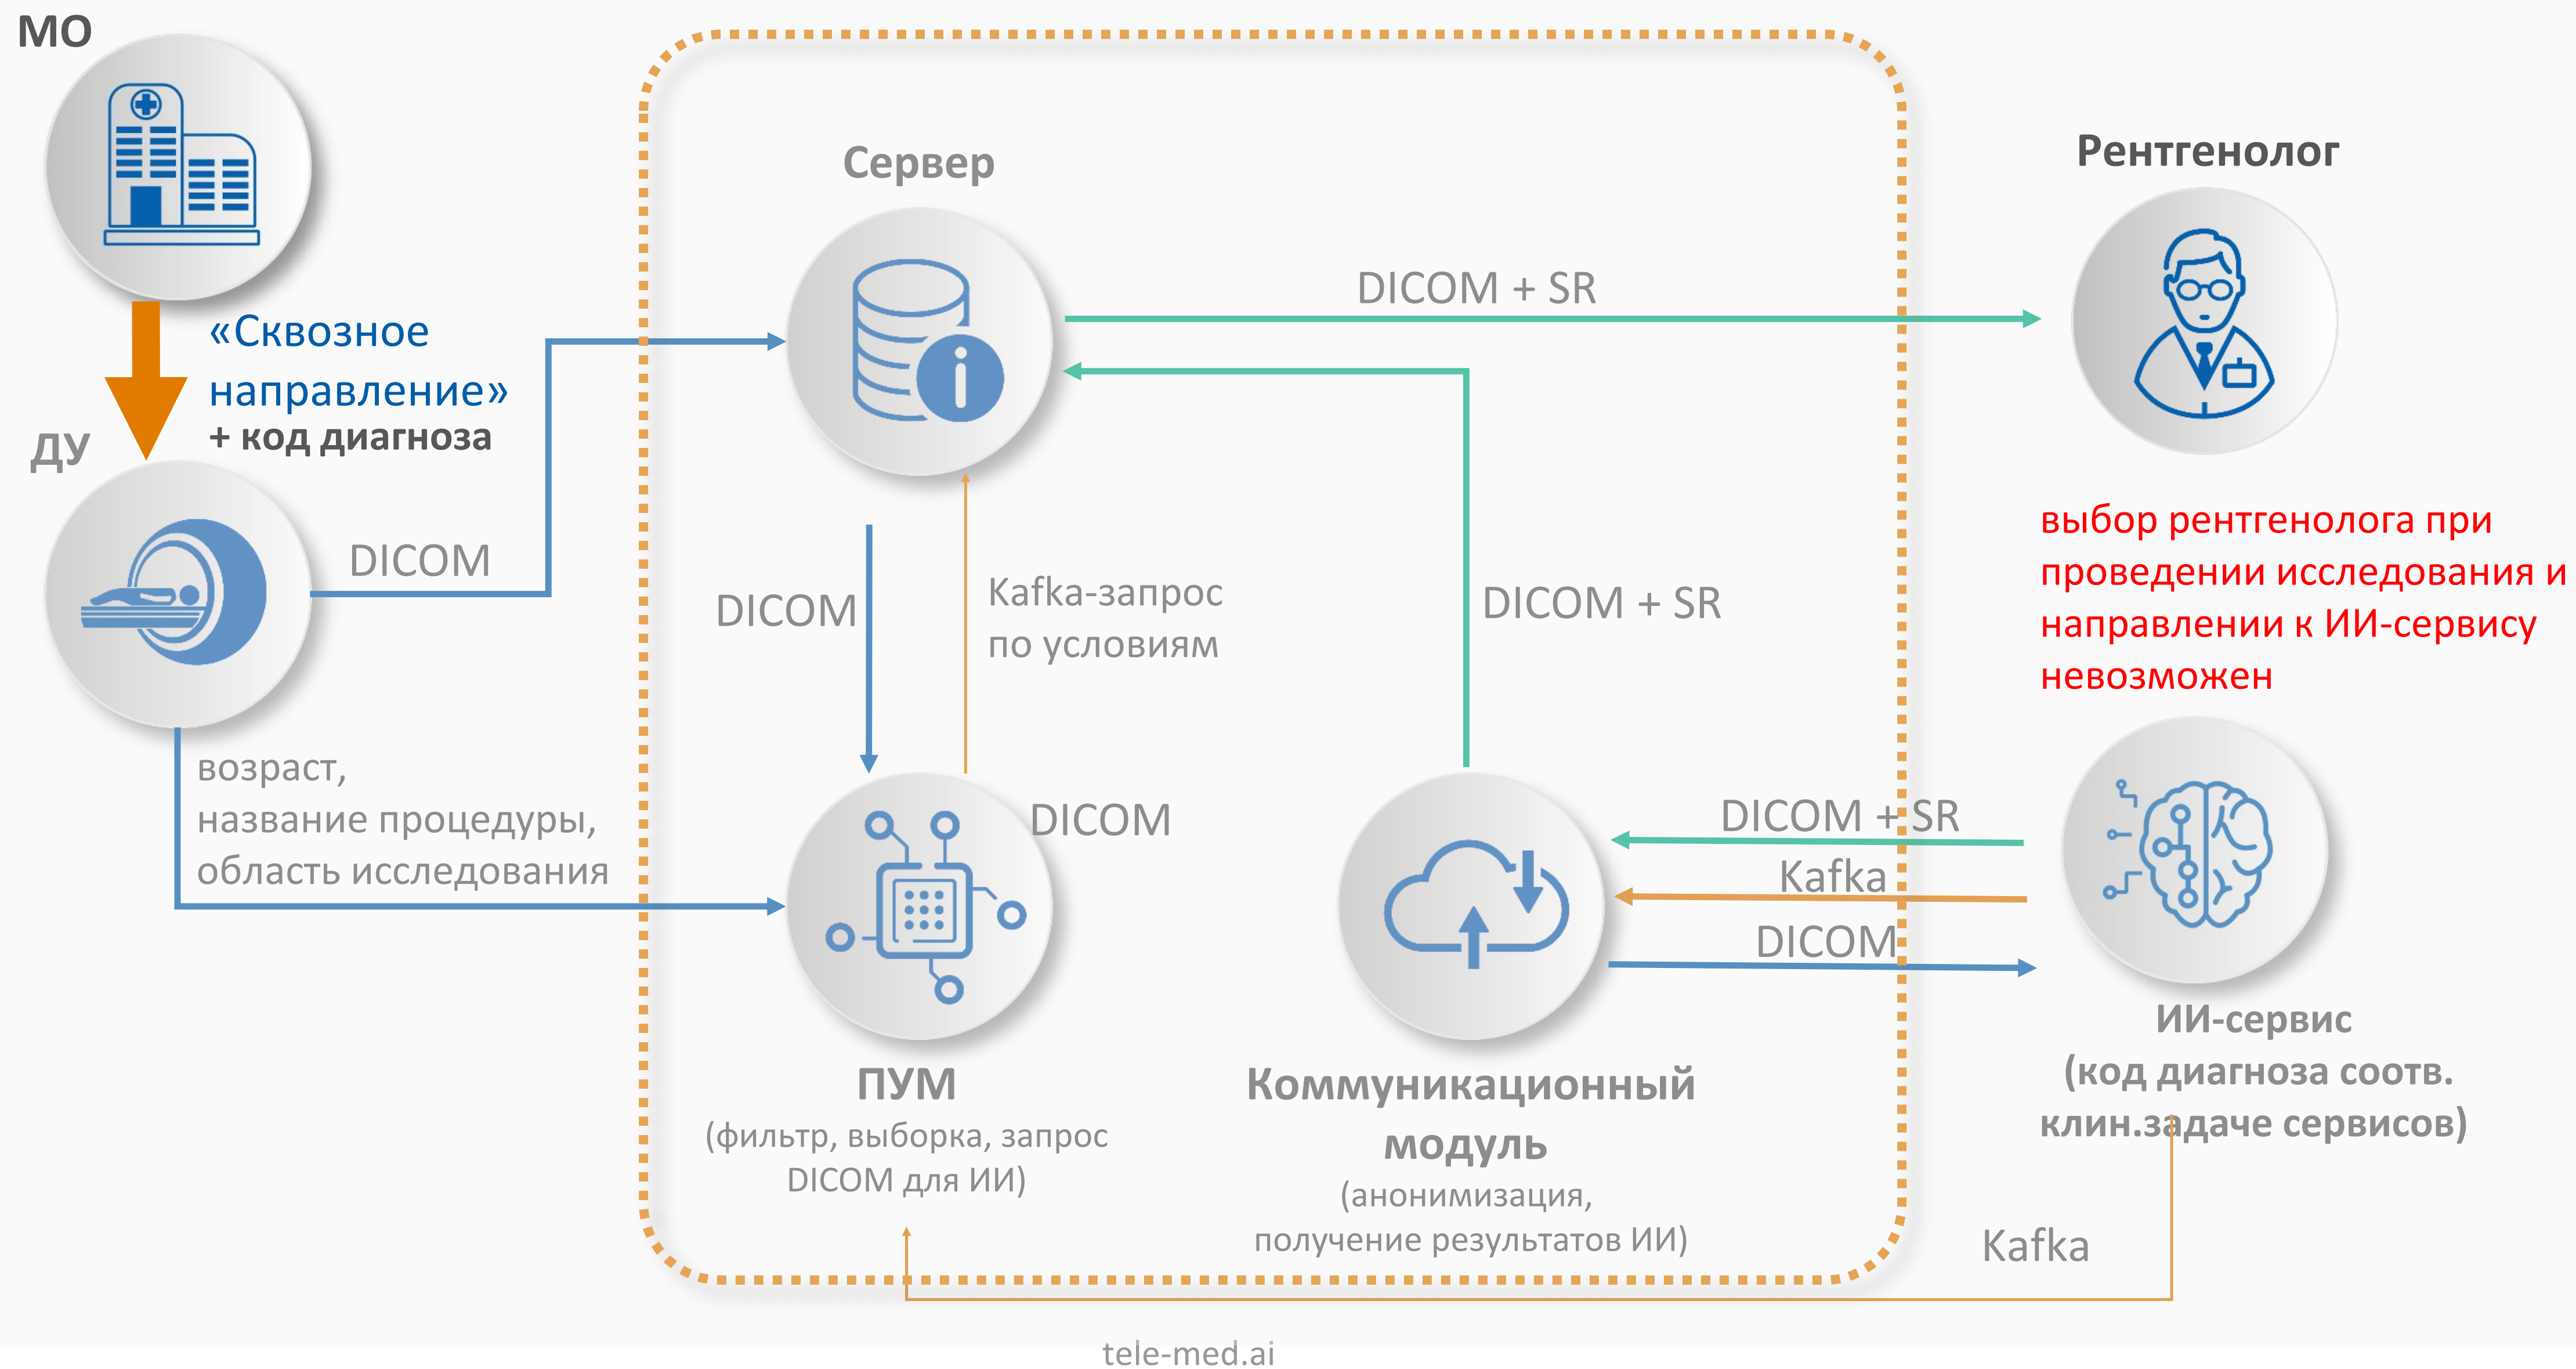 МО
«Сквозное
направление»
+ код диагноза
ДУ
DICOM
возраст,
название процедуры,
область исследования
Сервер
DICOM + SR
Рентгенолог
DICOM
Kafka-запрос
по условиям
DICOM + SR
выбор рентгенолога при
проведении исследования и
направлении к ИИ-сервису
невозможен
DICOM
DICOM + SR
Kafka
DICOM
ПУМ
(фильтр, выборка, запрос
DICOM для ИИ)
Коммуникационный
модуль
(анонимизация,
получение результатов ИИ)
ИИ-сервис
(код диагноза соотв.
клин.задаче сервисов)
Kafka
tele-med.ai